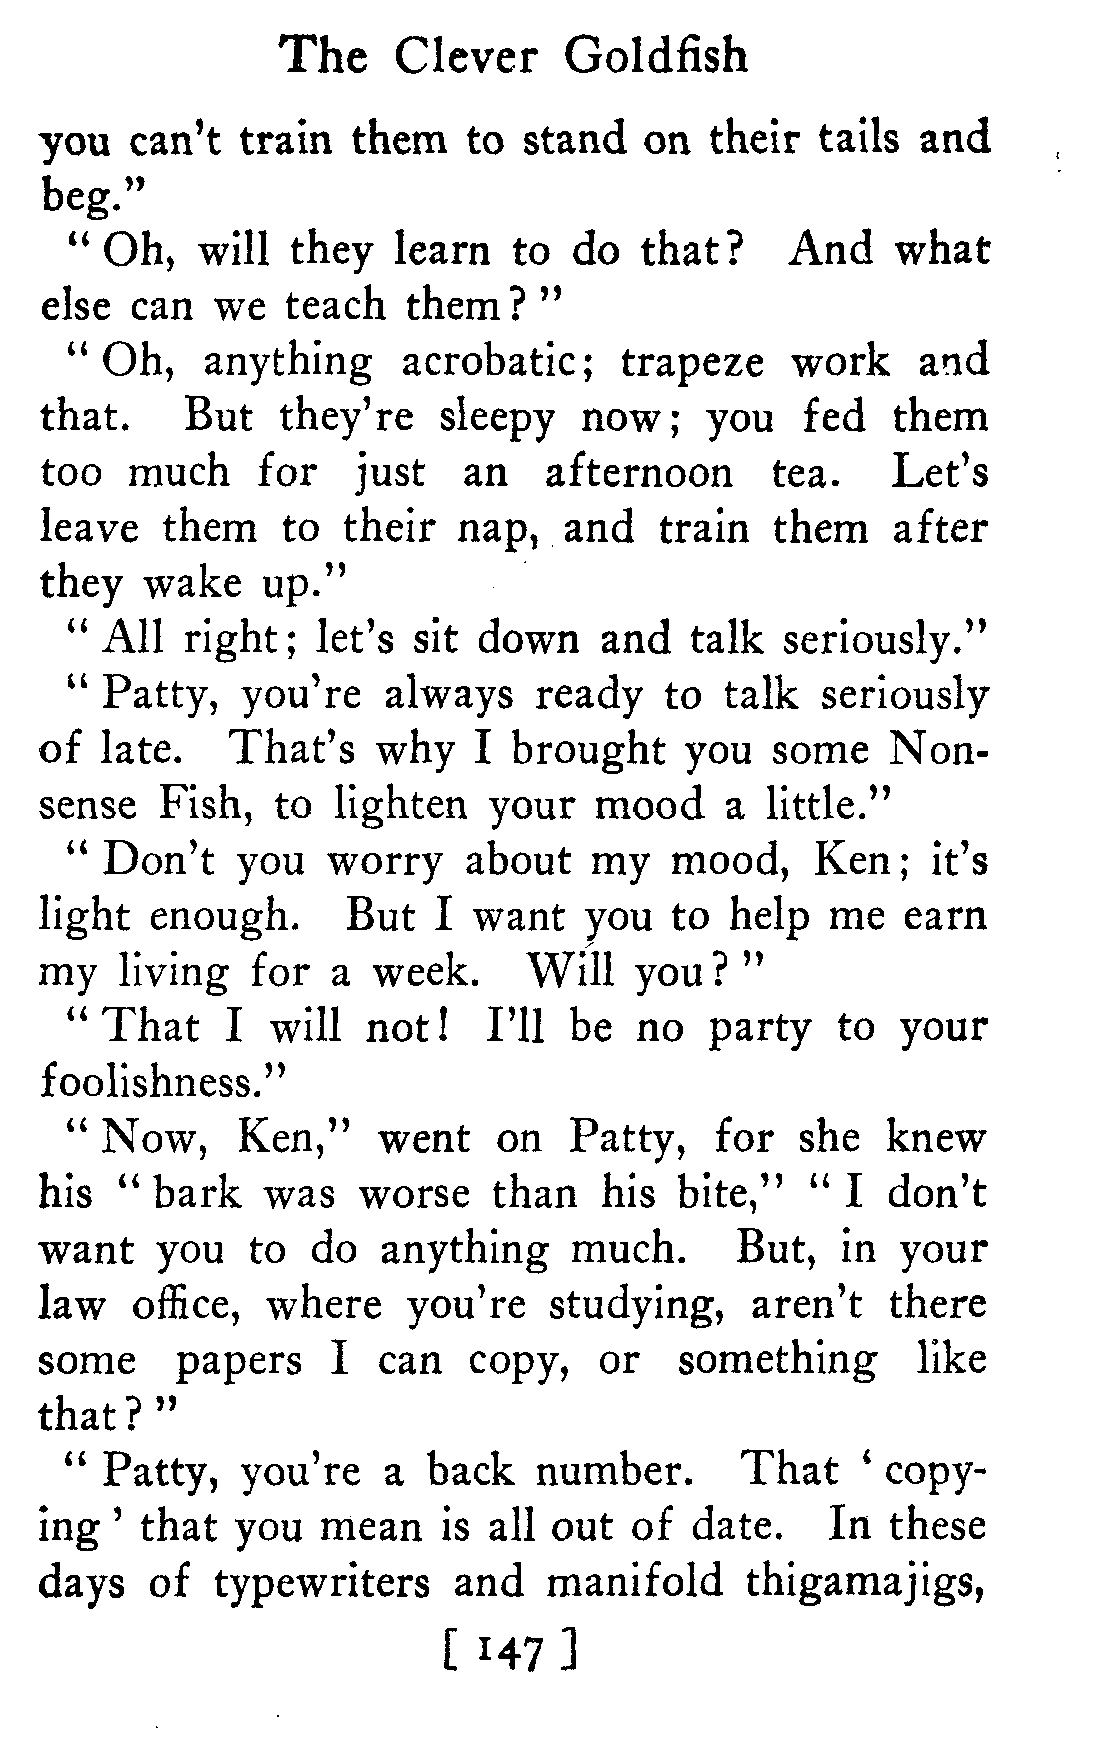 The Clever Goldfish
you can't train them to stand on their tails and
beg."
"Oh, will they learn to do that? And what
else can we teach them?"
"Oh, anything acrobatic; trapeze work and
that. But they're sleepy now; you fed them
too much for just an afternoon tea. Let's
leave them to their nap, and train them after
they wake up."
"All right; let's sit down and talk seriously."
"Patty, you're always ready to talk seriously
of late. That's why I brought you some Non-
sense Fish, to lighten your mood a little."
"Don't you worry about my mood, Ken; it's
light enough. But I want you to help me earn
my living for a week. Will you?"
"That I will not! I'll be no party to your
foolishness."
"Now, Ken," went on Patty, for she knew
his "bark was worse than his bite," "I don't
want you to do anything much. But, in your
law office, where you're studying, aren't there
some papers I can copy, or something like
that?"
"Patty, you're a back number. That 'copy-
ing' that you mean is all out of date. In these
days of typewriters and manifold thigamajigs,
[ 147 ]